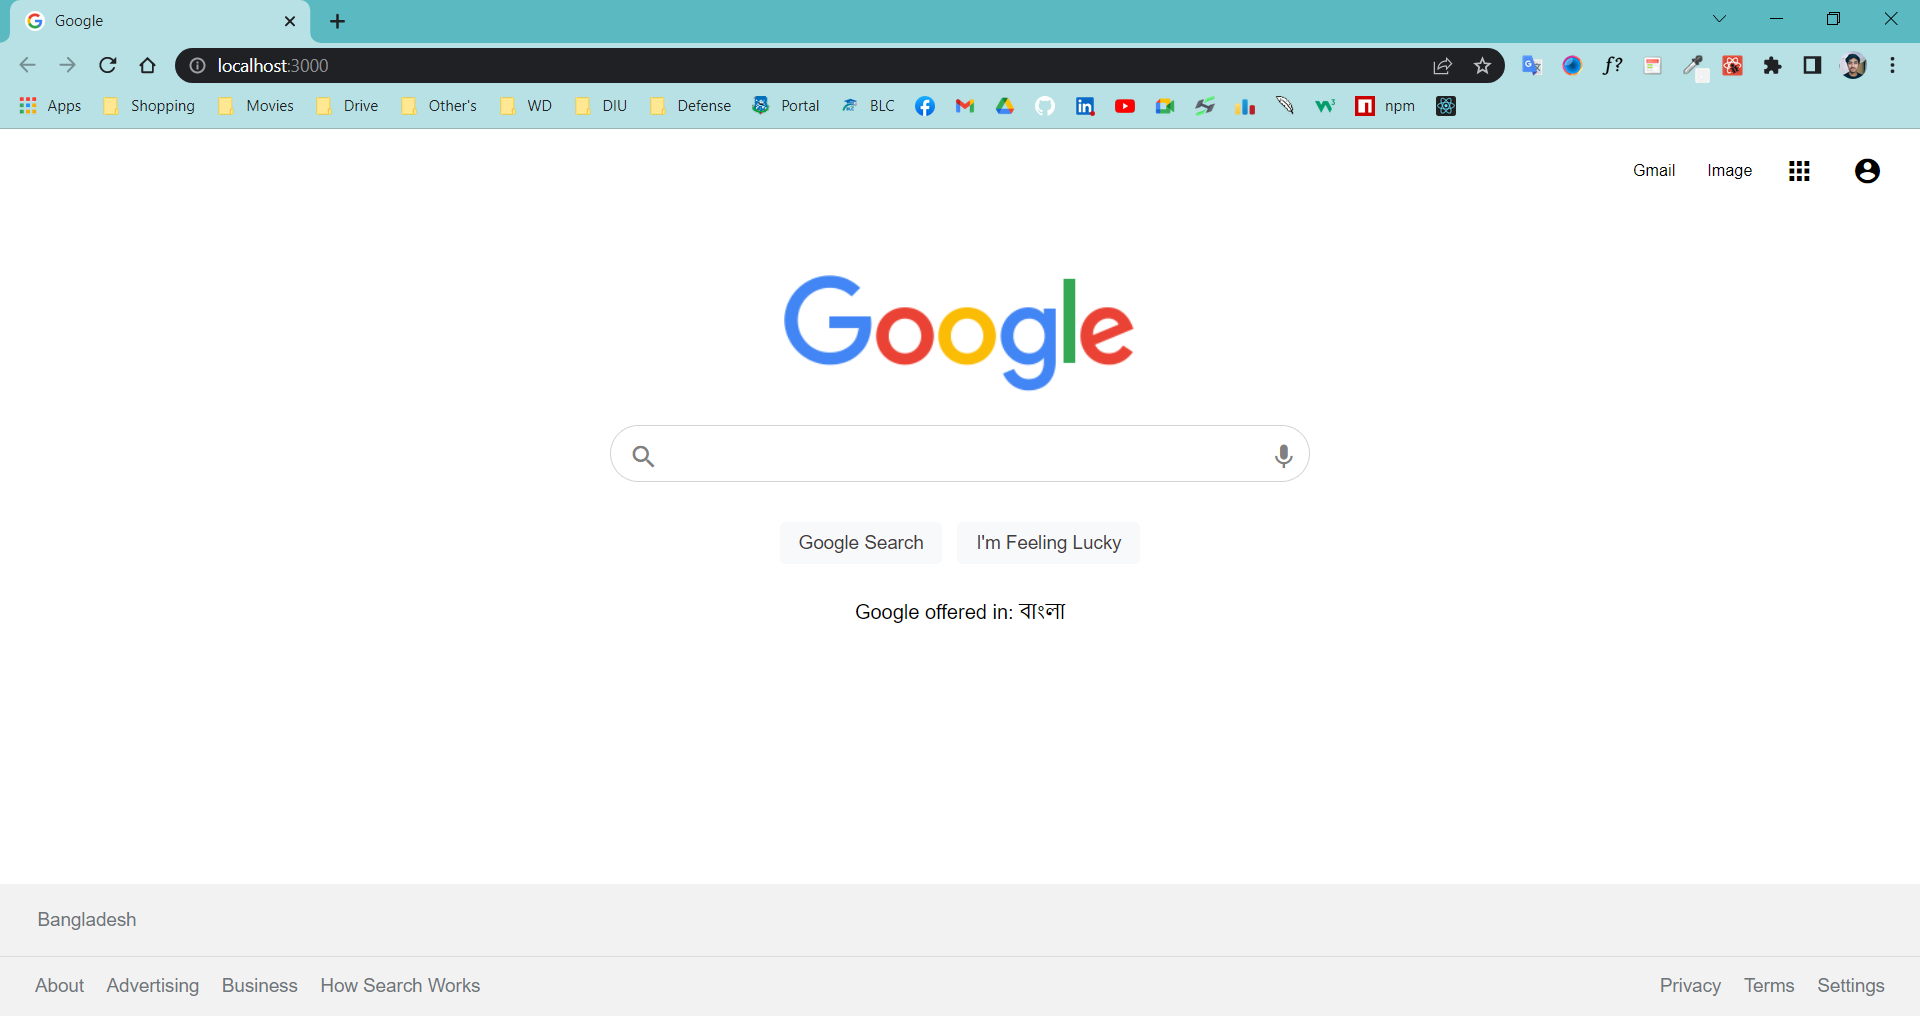 Google
localhost:3000
f?
Apps Shopping Movies Drive Other's WD DIU Defense Portal BLC npm
Gmail Image
Google
Google Search I'm Feeling Lucky
Google offered in: বাংলা
Bangladesh
About Advertising Business How Search Works Privacy Terms Settings